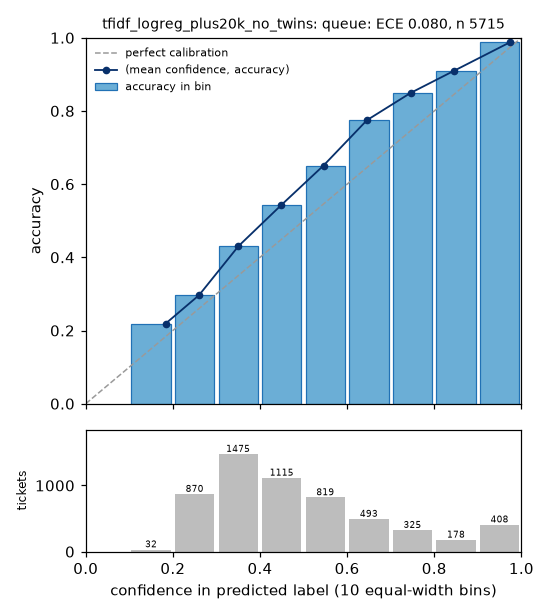 tfidf_logreg_plus20k_no_twins: queue: ECE 0.080, n 5715
perfect calibration
(mean confidence, accuracy)
accuracy in bin
accuracy
1.0
0.8
0.6
0.4
0.2
0.0
tickets
1000
0
32
870
1475
1115
819
493
325
178
408
0.0 0.2 0.4 0.6 0.8 1.0
confidence in predicted label (10 equal-width bins)